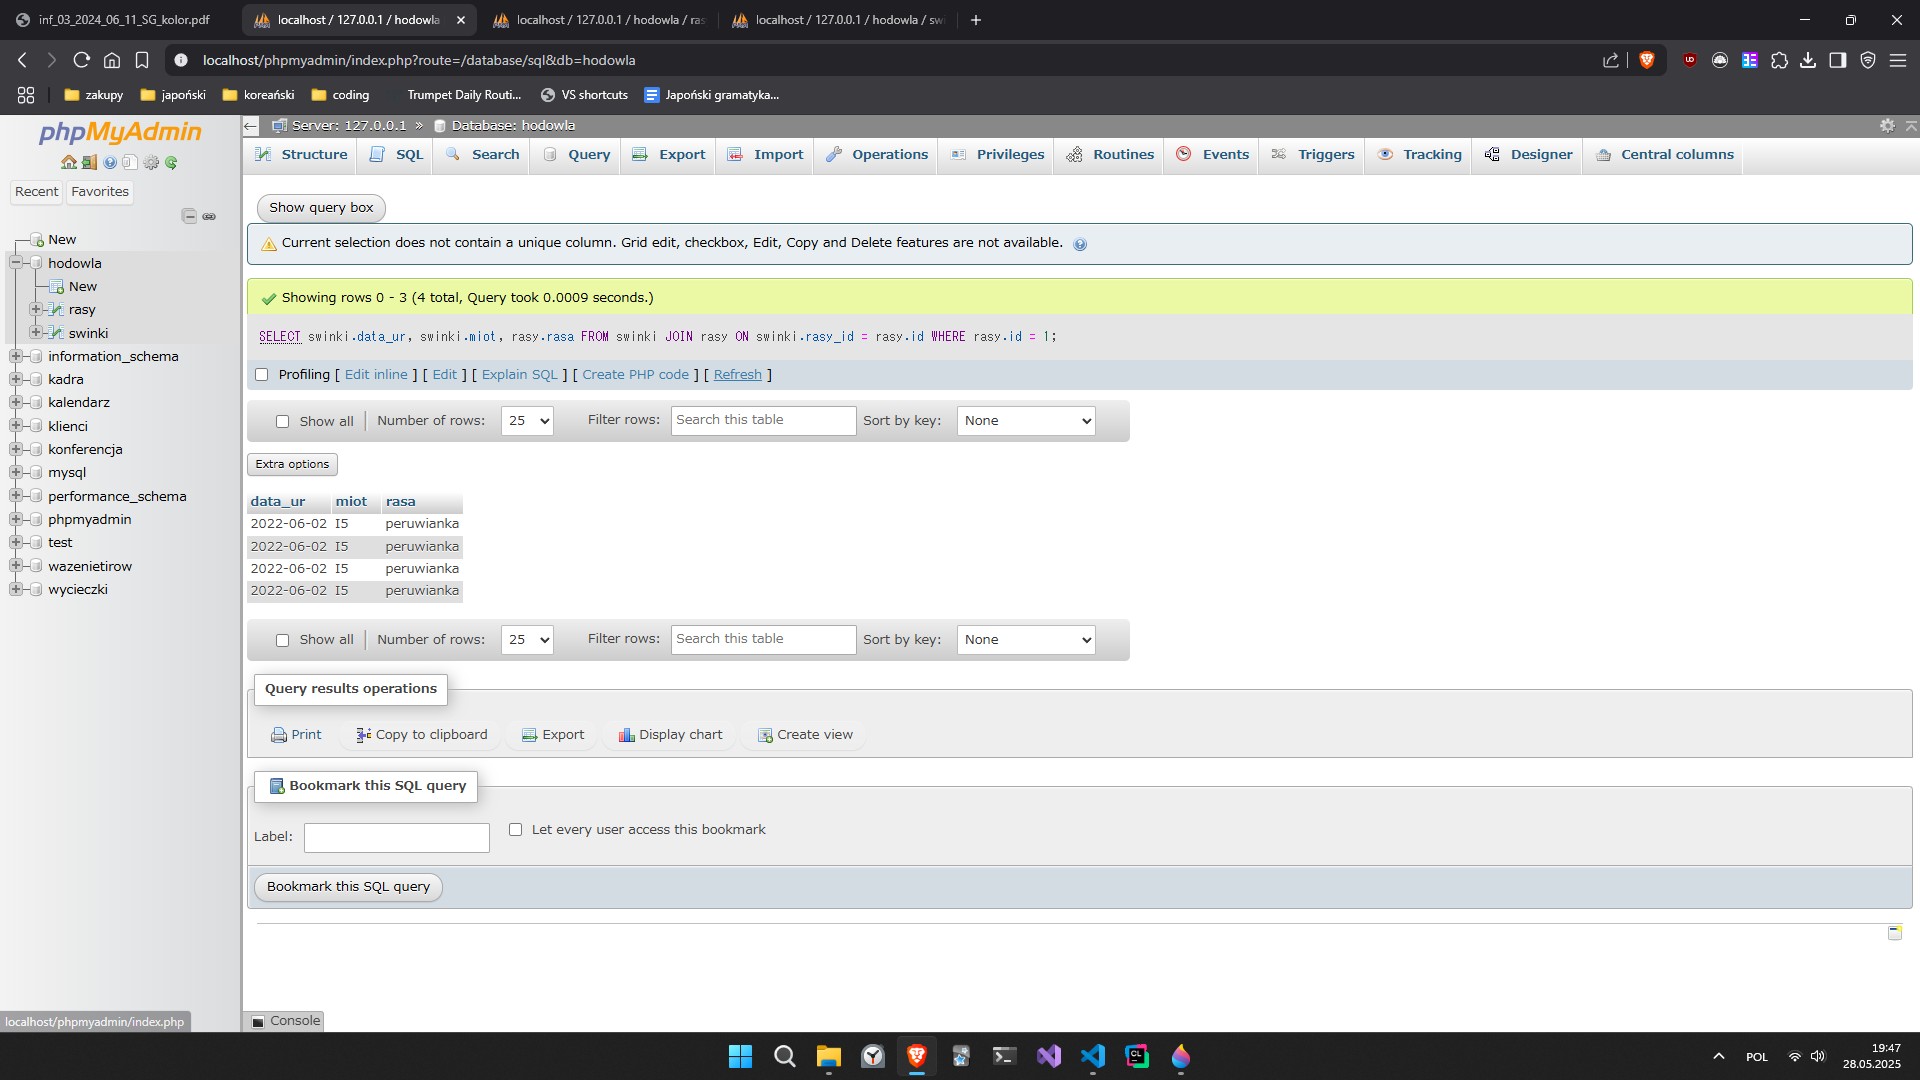 inf_03_2024_06_11_SG_kolor.pdf
localhost / 127.0.0.1 / hodowla
localhost / 127.0.0.1 / hodowla / ras
localhost / 127.0.0.1 / hodowla / swi
localhost/phpmyadmin/index.php?route=/database/sql&db=hodowla
zakupy
japoński
koreański
coding
Trumpet Daily Routi...
VS shortcuts
Japoński gramatyka...
phpMyAdmin
Recent
Favorites
New
hodowla
New
rasy
swinki
information_schema
kadra
kalendarz
klienci
konferencja
mysql
performance_schema
phpmyadmin
test
wazenietirow
wycieczki
localhost/phpmyadmin/index.php
Server: 127.0.0.1 » Database: hodowla
Structure
SQL
Search
Query
Export
Import
Operations
Privileges
Routines
Events
Triggers
Tracking
Designer
Central columns
Show query box
Current selection does not contain a unique column. Grid edit, checkbox, Edit, Copy and Delete features are not available.
Showing rows 0 - 3 (4 total, Query took 0.0009 seconds.)
SELECT swinki.data_ur, swinki.miot, rasy.rasa FROM swinki JOIN rasy ON swinki.rasy_id = rasy.id WHERE rasy.id = 1;
Profiling [ Edit inline ] [ Edit ] [ Explain SQL ] [ Create PHP code ] [ Refresh ]
Show all Number of rows: 25 Filter rows: Search this table Sort by key: None
Extra options
data_ur miot rasa
2022-06-02 I5 peruwianka
2022-06-02 I5 peruwianka
2022-06-02 I5 peruwianka
2022-06-02 I5 peruwianka
Show all Number of rows: 25 Filter rows: Search this table Sort by key: None
Query results operations
Print
Copy to clipboard
Export
Display chart
Create view
Bookmark this SQL query
Label:
Let every user access this bookmark
Bookmark this SQL query
Console
POL
19:47
28.05.2025